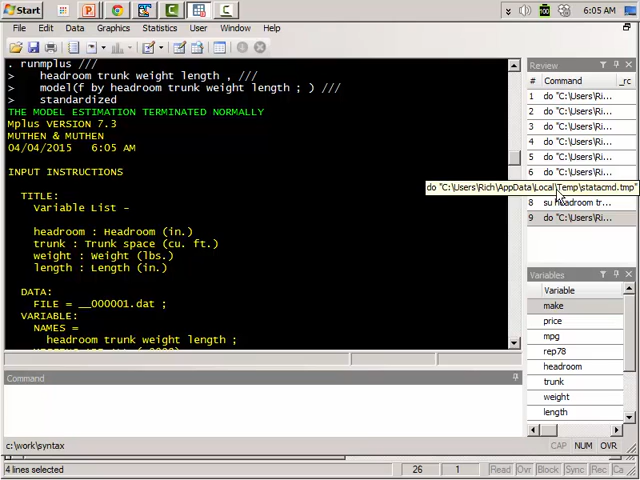 Start
6:05 AM
File Edit Data Graphics Statistics User Window Help
. runmplus ///
> headroom trunk weight length , ///
> model(f by headroom trunk weight length ; ) ///
> standardized
THE MODEL ESTIMATION TERMINATED NORMALLY
Mplus VERSION 7.3
MUTHEN & MUTHEN
04/04/2015 6:05 AM
INPUT INSTRUCTIONS
TITLE:
Variable List -
headroom : Headroom (in.)
trunk : Trunk space (cu. ft.)
weight : Weight (lbs.)
length : Length (in.)
DATA:
FILE = __000001.dat ;
VARIABLE:
NAMES =
headroom trunk weight length ;
Review
# Command _rc
1 do "C:\Users\Ri...
2 do "C:\Users\Ri...
3 do "C:\Users\Ri...
4 do "C:\Users\Ri...
5 do "C:\Users\Ri...
6 do "C:\Users\Ri...
do "C:\Users\Rich\AppData\Local\Temp\statacmd.tmp"
8 su headroom tr...
9 do "C:\Users\Ri...
Variables
Variable
make
price
mpg
rep78
headroom
trunk
weight
length
Command
c:\work\syntax
CAP NUM OVR
4 lines selected
26 1 Read Ovr Block Sync Rec Ca